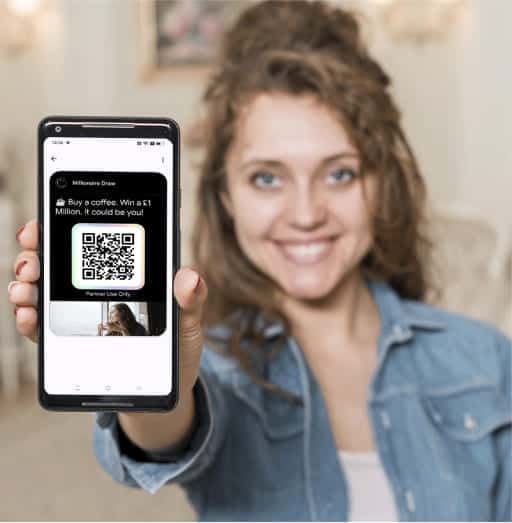 Millionaire Draw
☕ Buy a coffee. Win a £1
Million. It could be you!
Partner Use Only